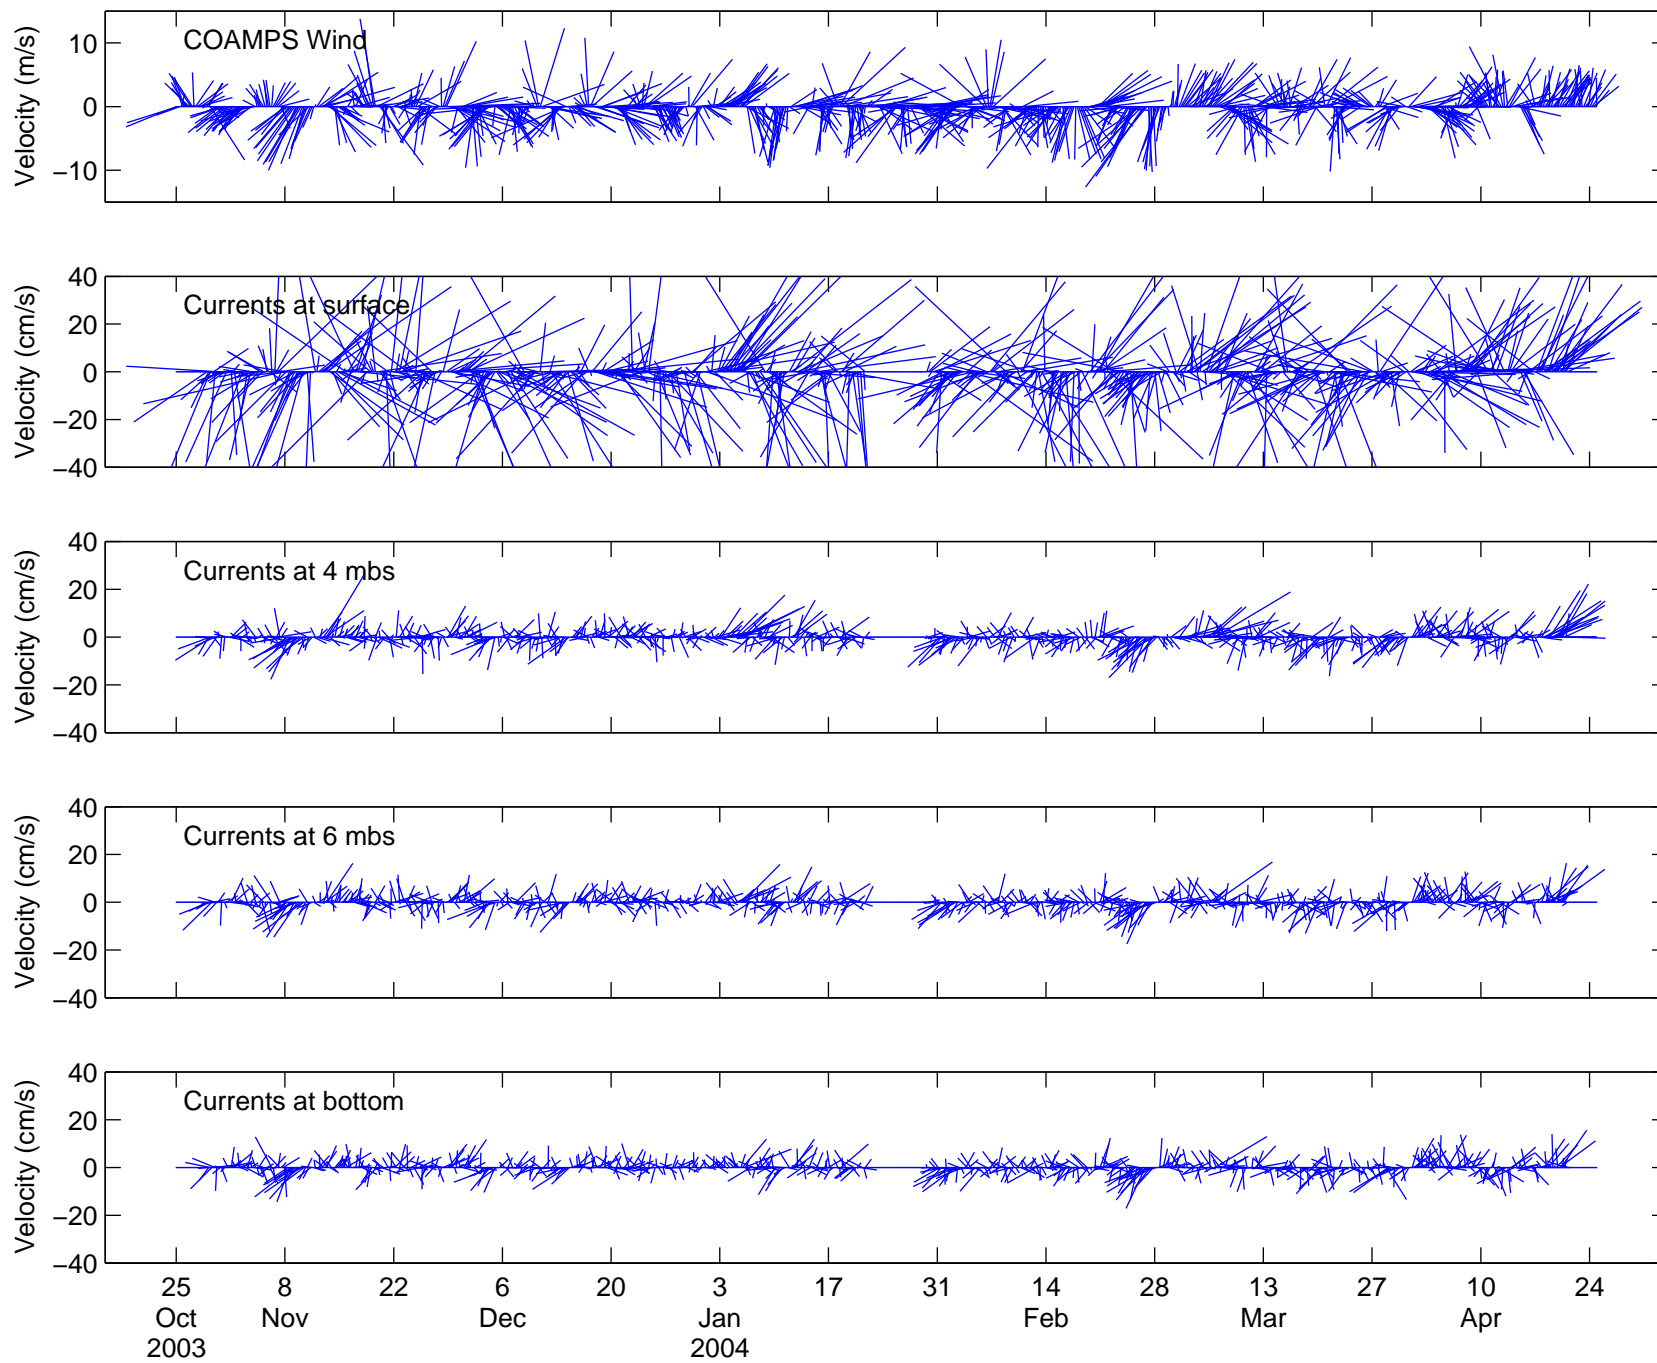 COAMPS Wind
Velocity (m/s)
10
0
−10
Currents at surface
Velocity (cm/s)
40
20
0
−20
−40
Currents at 4 mbs
Velocity (cm/s)
40
20
0
−20
−40
Currents at 6 mbs
Velocity (cm/s)
40
20
0
−20
−40
Currents at bottom
Velocity (cm/s)
40
20
0
−20
−40
25 8 22 6 20 3 17 31 14 28 13 27 10 24
Oct Nov Dec Jan Feb Mar Apr
2003 2004